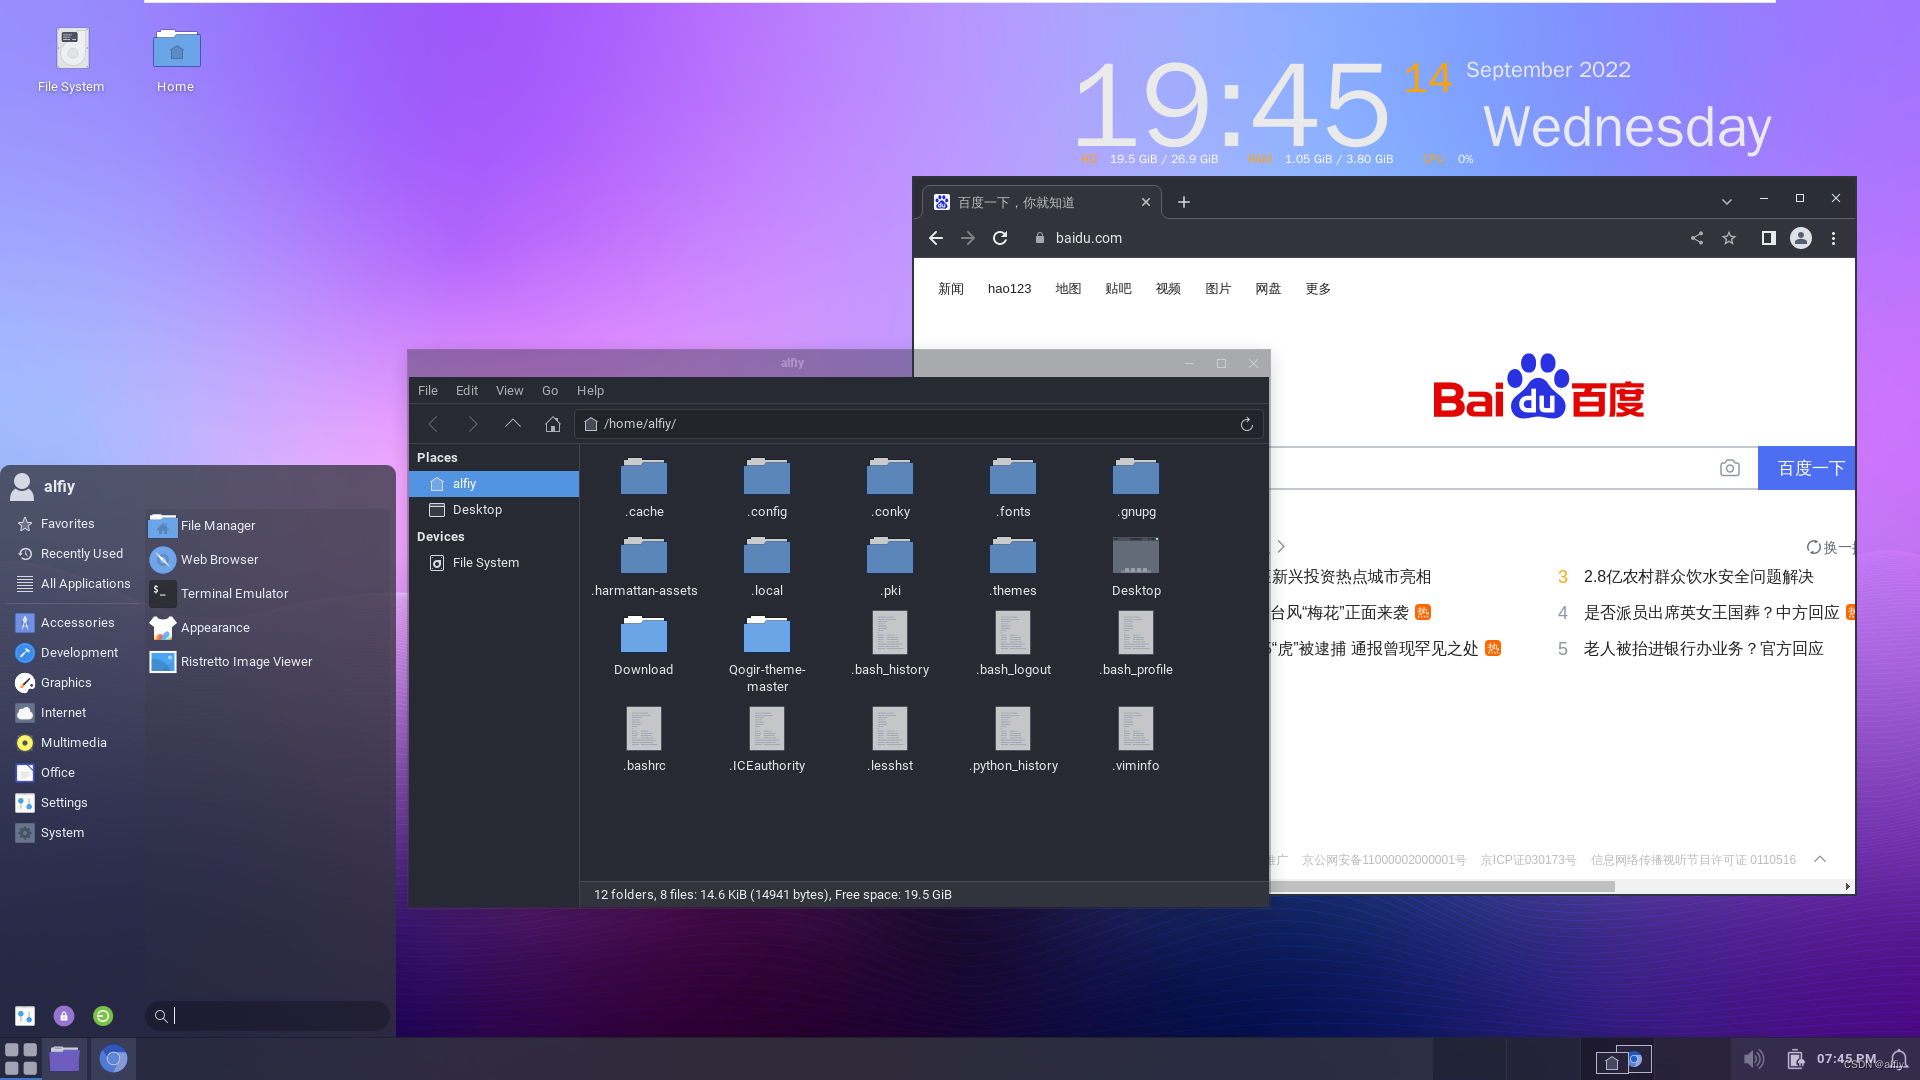 File System
Home
19:45
14
September 2022
Wednesday
19.5 GiB / 26.9 GiB
1.05 GiB / 3.80 GiB
0%
百度一下，你就知道
baidu.com
新闻 hao123 地图 贴吧 视频 图片 网盘 更多
Bai du 百度
百度一下
换一
新兴投资热点城市亮相
3 2.8亿农村群众饮水安全问题解决
台风“梅花”正面来袭 热
4 是否派员出席英女王国葬？中方回应
“虎”被逮捕 通报曾现罕见之处 热
5 老人被抬进银行办业务？官方回应
推广 京公网安备11000002000001号 京ICP证030173号 信息网络传播视听节目许可证 0110516
alfiy
File Edit View Go Help
/home/alfiy/
Places
alfiy
Desktop
Devices
File System
.cache .config .conky .fonts .gnupg
.harmattan-assets .local .pki .themes Desktop
Download Qogir-theme-master .bash_history .bash_logout .bash_profile
.bashrc .ICEauthority .lesshst .python_history .viminfo
12 folders, 8 files: 14.6 KiB (14941 bytes), Free space: 19.5 GiB
alfiy
Favorites
Recently Used
All Applications
Accessories
Development
Graphics
Internet
Multimedia
Office
Settings
System
File Manager
Web Browser
Terminal Emulator
Appearance
Ristretto Image Viewer
07:45 PM
CSDN @alfiy